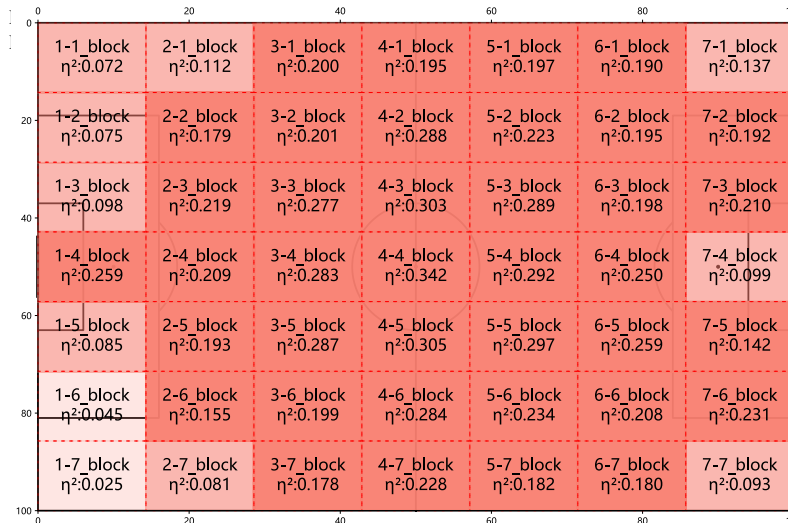 0 20 40 60 80 100
0
1-1_block 2-1_block 3-1_block 4-1_block 5-1_block 6-1_block 7-1_block
η²:0.072 η²:0.112 η²:0.200 η²:0.195 η²:0.197 η²:0.190 η²:0.137
1-2_block 2-2_block 3-2_block 4-2_block 5-2_block 6-2_block 7-2_block
20
η²:0.075 η²:0.179 η²:0.201 η²:0.288 η²:0.223 η²:0.195 η²:0.192
1-3_block 2-3_block 3-3_block 4-3_block 5-3_block 6-3_block 7-3_block
η²:0.098 η²:0.219 η²:0.277 η²:0.303 η²:0.289 η²:0.198 η²:0.210
40
1-4_block 2-4_block 3-4_block 4-4_block 5-4_block 6-4_block 7-4_block
η²:0.259 η²:0.209 η²:0.283 η²:0.342 η²:0.292 η²:0.250 η²:0.099
60
1-5_block 2-5_block 3-5_block 4-5_block 5-5_block 6-5_block 7-5_block
η²:0.085 η²:0.193 η²:0.287 η²:0.305 η²:0.297 η²:0.259 η²:0.142
1-6_block 2-6_block 3-6_block 4-6_block 5-6_block 6-6_block 7-6_block
80
η²:0.045 η²:0.155 η²:0.199 η²:0.284 η²:0.234 η²:0.208 η²:0.231
1-7_block 2-7_block 3-7_block 4-7_block 5-7_block 6-7_block 7-7_block
η²:0.025 η²:0.081 η²:0.178 η²:0.228 η²:0.182 η²:0.180 η²:0.093
100
0 20 40 60 80 100